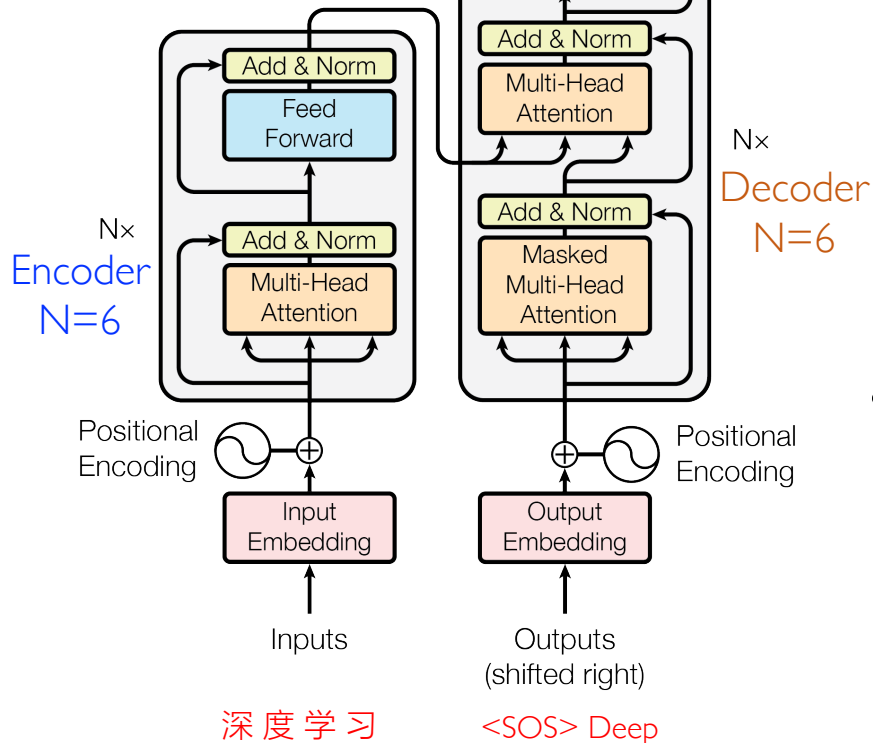 Add & Norm
Feed
Forward
Add & Norm
Multi-Head
Attention
N×
Encoder
N=6
Positional
Encoding
Input
Embedding
Inputs
深度学习
Add & Norm
Multi-Head
Attention
Add & Norm
Masked
Multi-Head
Attention
N×
Decoder
N=6
Positional
Encoding
Output
Embedding
Outputs
(shifted right)
<SOS> Deep